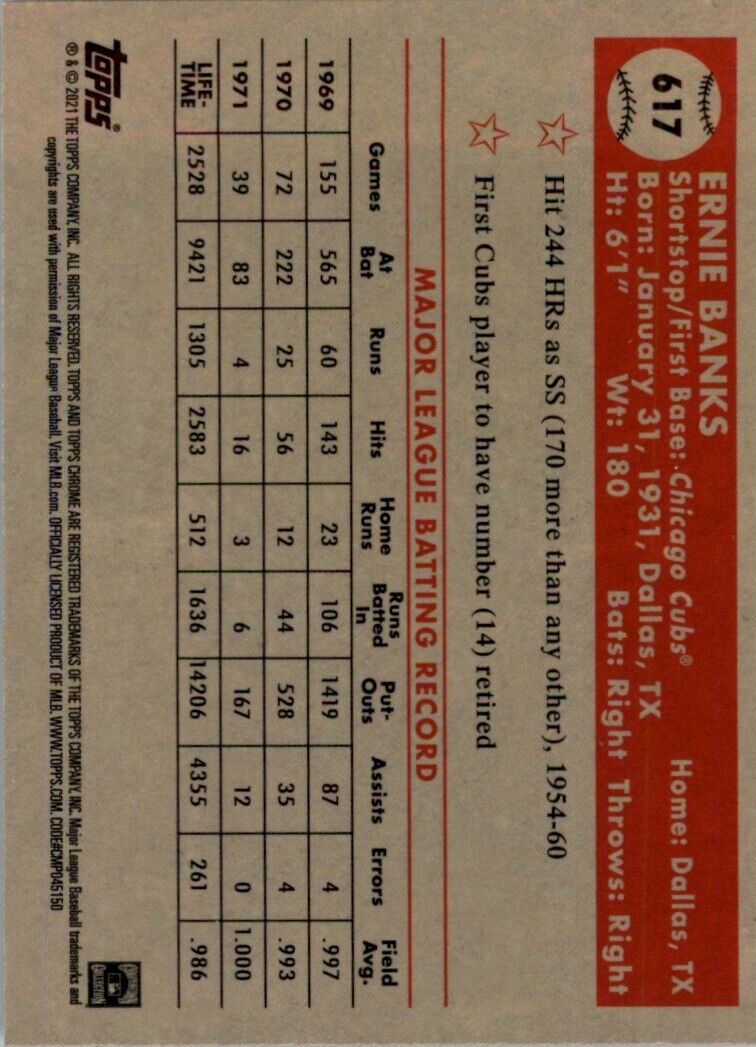 617
ERNIE BANKS
Shortstop/First Base: Chicago Cubs® Home: Dallas, TX
Born: January 31, 1931, Dallas, TX
Ht: 6'1" Wt: 180 Bats: Right Throws: Right
Hit 244 HRs as SS (170 more than any other), 1954-60
First Cubs player to have number (14) retired
MAJOR LEAGUE BATTING RECORD
Games At Bat Runs Hits Home Runs Runs Batted In Put-Outs Assists Errors Field Avg.
1969 155 565 60 143 23 106 1419 87 4 .997
1970 72 222 25 56 12 44 528 35 4 .993
1971 39 83 4 16 3 6 167 12 0 1.000
LIFE-TIME 2528 9421 1305 2583 512 1636 14206 4355 261 .986
topps®
® & © 2021 THE TOPPS COMPANY, INC. ALL RIGHTS RESERVED. TOPPS AND TOPPS CHROME ARE REGISTERED TRADEMARKS OF THE TOPPS COMPANY, INC. Major League Baseball trademarks and
copyrights are used with permission of Major League Baseball. Visit MLB.com. OFFICIALLY LICENSED PRODUCT OF MLB. WWW.TOPPS.COM. CODE#CMP045150